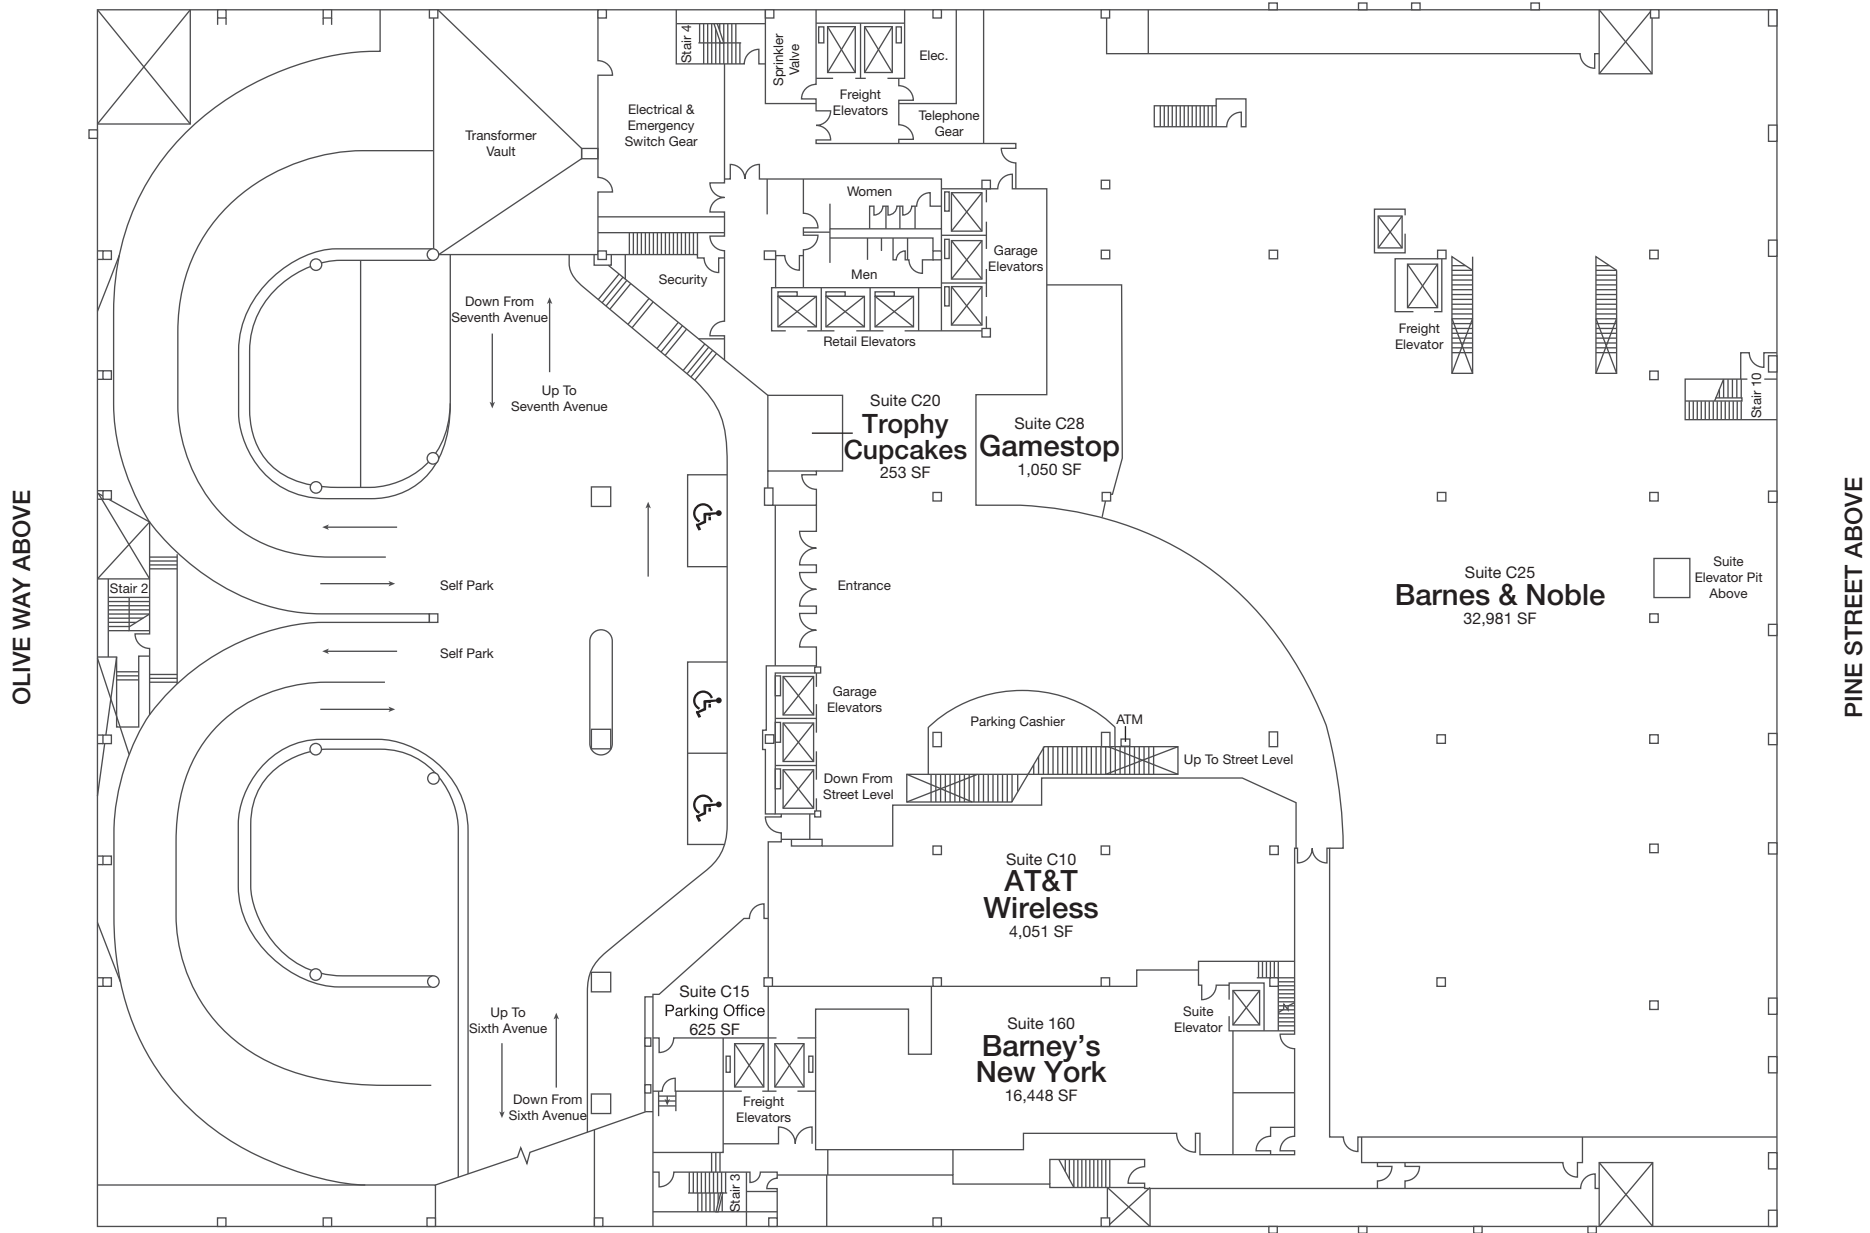 OLIVE WAY ABOVE
Transformer
Vault
Electrical &
Emergency
Switch Gear
Stair 4
Sprinkler
Valve
Elec.
Freight
Elevators
Telephone
Gear
Women
Men
Garage
Elevators
Security
Retail Elevators
Down From
Seventh Avenue
Up To
Seventh Avenue
Freight
Elevator
Stair 10
Suite C20
Trophy
Cupcakes
253 SF
Suite C28
Gamestop
1,050 SF
Stair 2
Self Park
Self Park
Entrance
Suite C25
Barnes & Noble
32,981 SF
Suite
Elevator Pit
Above
PINE STREET ABOVE
Garage
Elevators
Parking Cashier
ATM
Up To Street Level
Down From
Street Level
Suite C10
AT&T
Wireless
4,051 SF
Suite C15
Parking Office
625 SF
Up To
Sixth Avenue
Down From
Sixth Avenue
Freight
Elevators
Suite 160
Barney's
New York
16,448 SF
Suite
Elevator
Stair 3